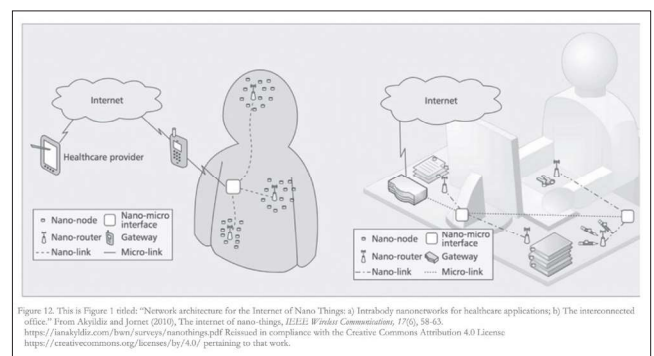 Internet
Healthcare provider
Nano-node
Nano-micro
interface
Nano-router
Gateway
Nano-link
Micro-link
Internet
Nano-node
Nano-micro
interface
Nano-router
Gateway
Nano-link
Micro-link
Figure 12. This is Figure 1 titled: “Network architecture for the Internet of Nano Things: a) Intrabody nanonetworks for healthcare applications; b) The interconnected
office.” From Akyildiz and Jornet (2010), The internet of nano-things, IEEE Wireless Communications, 17(6), 58-63.
https://ianakyildiz.com/bwn/surveys/nanothings.pdf Reissued in compliance with the Creative Commons Attribution 4.0 License
https://creativecommons.org/licenses/by/4.0/ pertaining to that work.